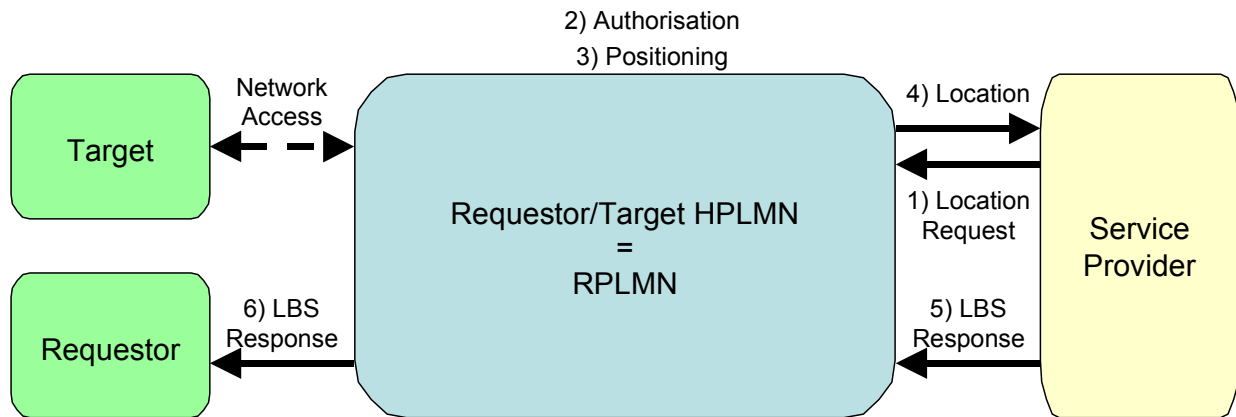 2) Authorisation
3) Positioning
Network
Access
4) Location
Target
Requestor/Target HPLMN
=
RPLMN
1) Location
Request
Service
Provider
6) LBS
Response
5) LBS
Response
Requestor